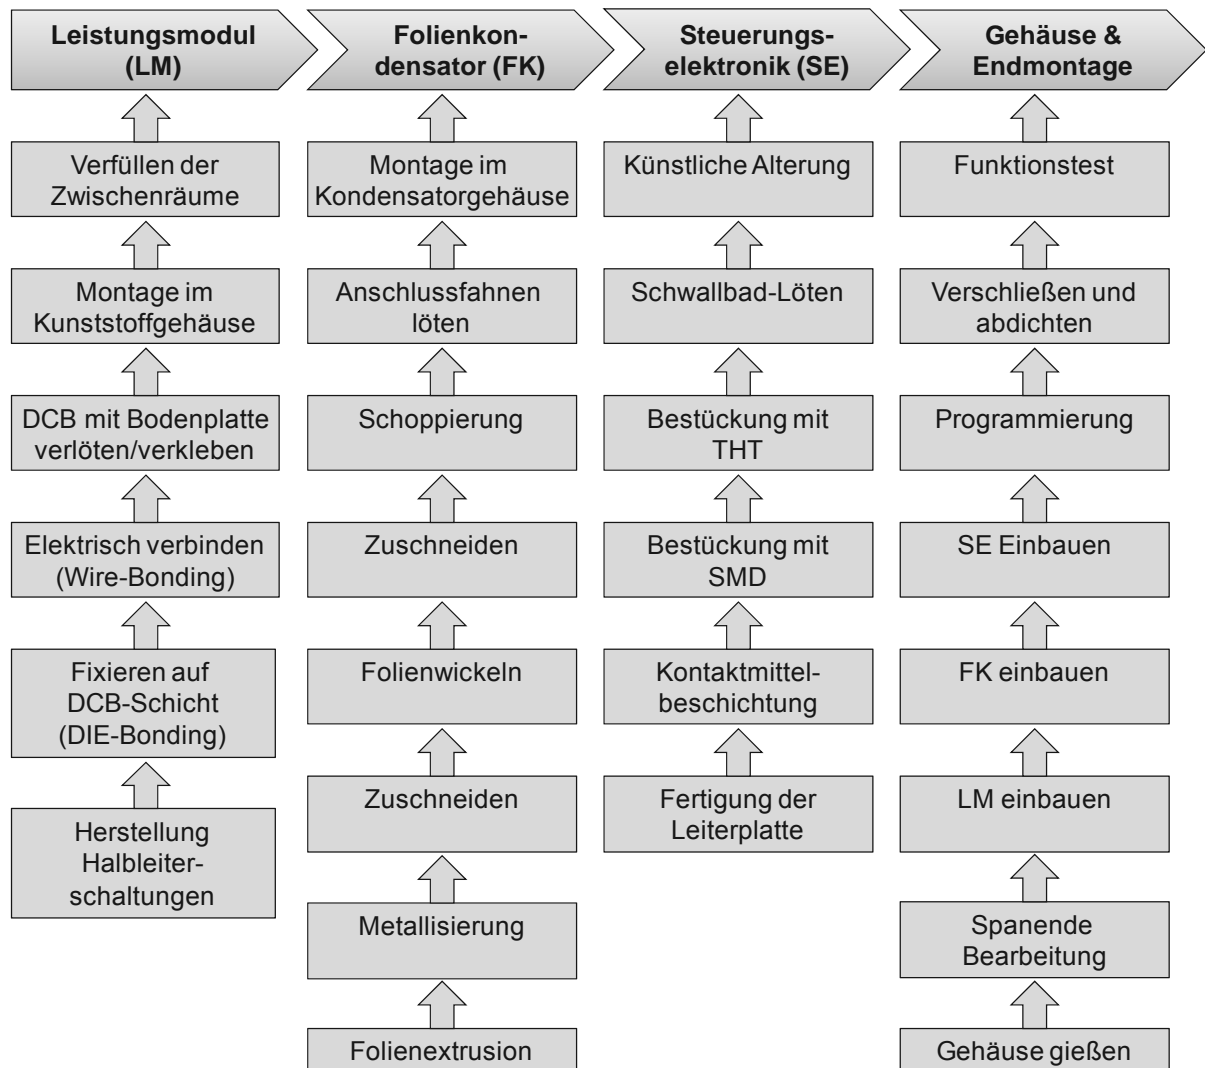 Leistungsmodul
(LM)
Folienkon-
densator (FK)
Steuerungs-
elektronik (SE)
Gehäuse &
Endmontage
Verfüllen der
Zwischenräume
Montage im
Kunststoffgehäuse
DCB mit Bodenplatte
verlöten/verkleben
Elektrisch verbinden
(Wire-Bonding)
Fixieren auf
DCB-Schicht
(DIE-Bonding)
Herstellung
Halbleiter-
schaltungen
Montage im
Kondensatorgehäuse
Anschlussfahnen
löten
Schoppierung
Zuschneiden
Folienwickeln
Zuschneiden
Metallisierung
Folienextrusion
Künstliche Alterung
Schwallbad-Löten
Bestückung mit
THT
Bestückung mit
SMD
Kontaktmittel-
beschichtung
Fertigung der
Leiterplatte
Funktionstest
Verschließen und
abdichten
Programmierung
SE Einbauen
FK einbauen
LM einbauen
Spanende
Bearbeitung
Gehäuse gießen